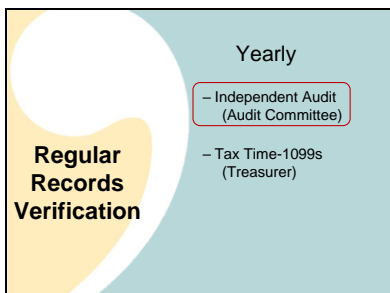 Yearly
– Independent Audit
(Audit Committee)
– Tax Time-1099s
(Treasurer)
Regular
Records
Verification